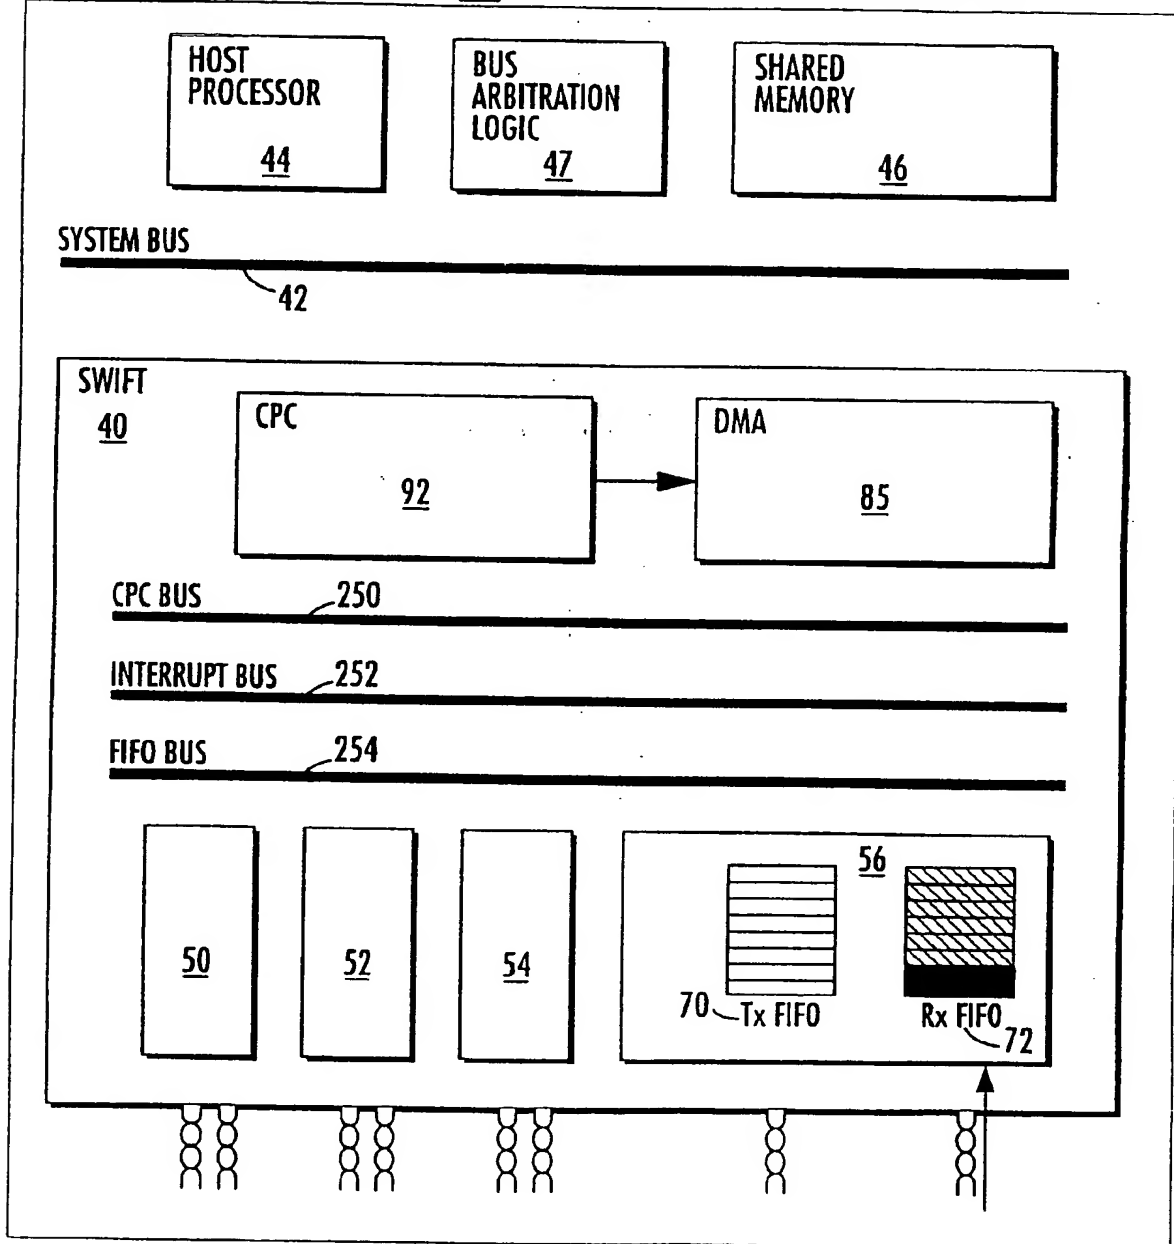 HOST
PROCESSOR
44
BUS
ARBITRATION
LOGIC
47
SHARED
MEMORY
46
SYSTEM BUS
42
SWIFT
40
CPC
92
DMA
85
CPC BUS
250
INTERRUPT BUS
252
FIFO BUS
254
50
52
54
56
70
Tx FIFO
Rx FIFO
72